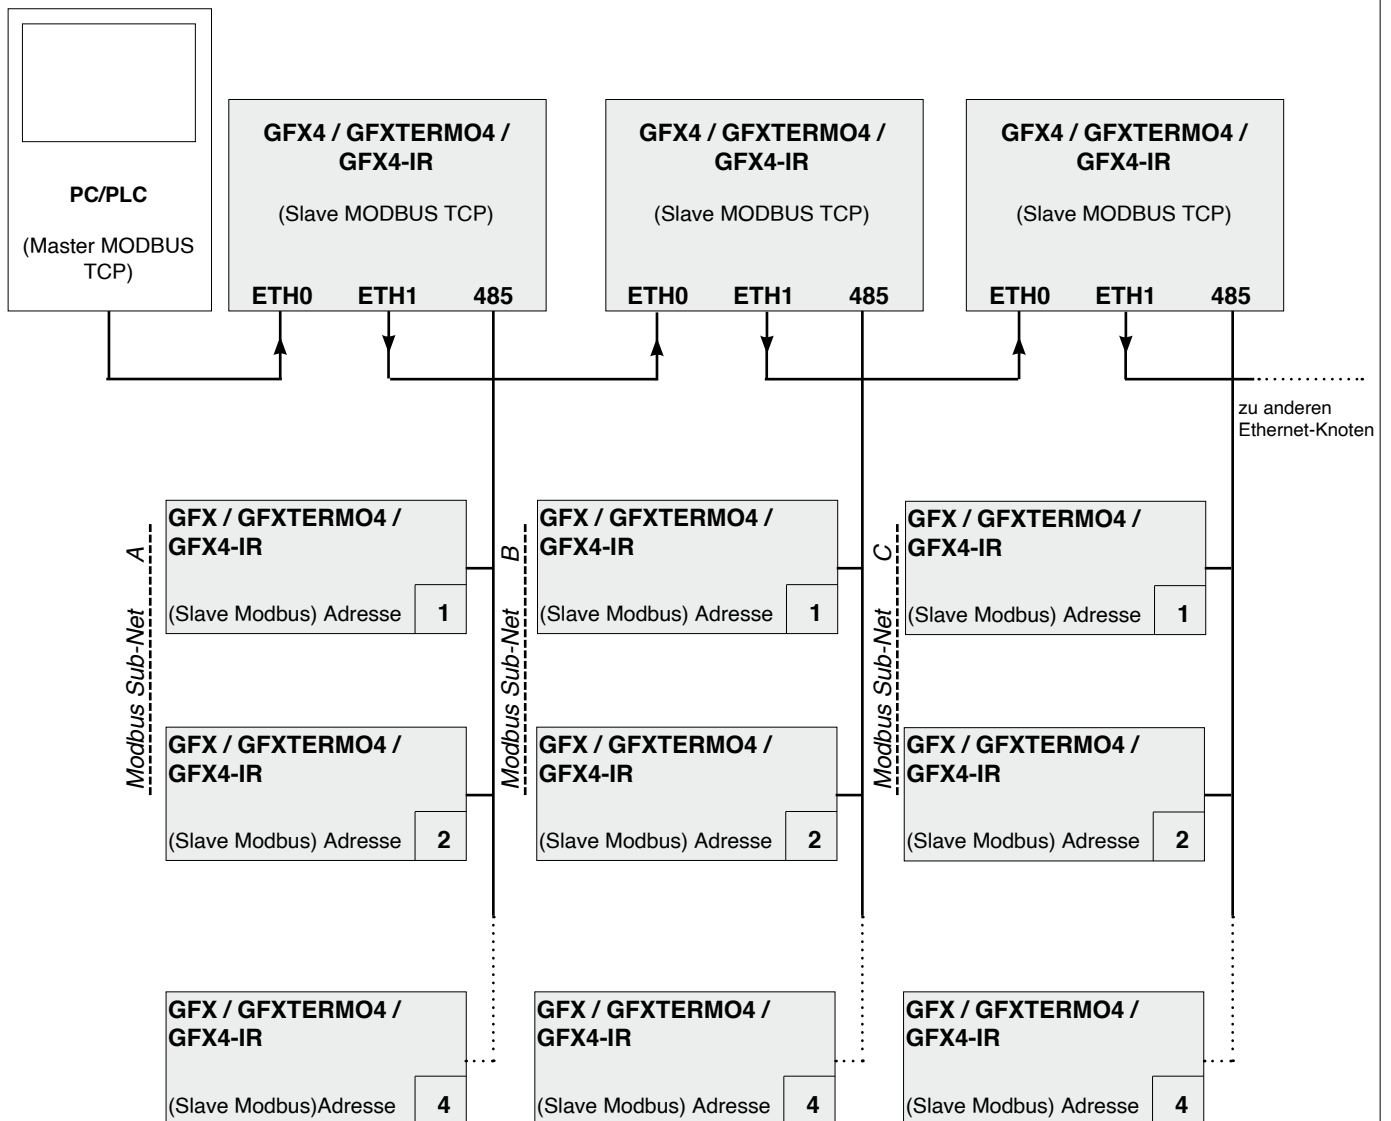 PC/PLC
(Master MODBUS
TCP)
GFX4 / GFXTERMO4 /
GFX4-IR
(Slave MODBUS TCP)
ETH0 ETH1 485
GFX4 / GFXTERMO4 /
GFX4-IR
(Slave MODBUS TCP)
ETH0 ETH1 485
GFX4 / GFXTERMO4 /
GFX4-IR
(Slave MODBUS TCP)
ETH0 ETH1 485
zu anderen
Ethernet-Knoten
Modbus Sub-Net A
GFX / GFXTERMO4 /
GFX4-IR
(Slave Modbus) Adresse 1
Modbus Sub-Net B
GFX / GFXTERMO4 /
GFX4-IR
(Slave Modbus) Adresse 1
Modbus Sub-Net C
GFX / GFXTERMO4 /
GFX4-IR
(Slave Modbus) Adresse 1
GFX / GFXTERMO4 /
GFX4-IR
(Slave Modbus) Adresse 2
GFX / GFXTERMO4 /
GFX4-IR
(Slave Modbus) Adresse 2
GFX / GFXTERMO4 /
GFX4-IR
(Slave Modbus) Adresse 2
GFX / GFXTERMO4 /
GFX4-IR
(Slave Modbus)Adresse 4
GFX / GFXTERMO4 /
GFX4-IR
(Slave Modbus) Adresse 4
GFX / GFXTERMO4 /
GFX4-IR
(Slave Modbus) Adresse 4